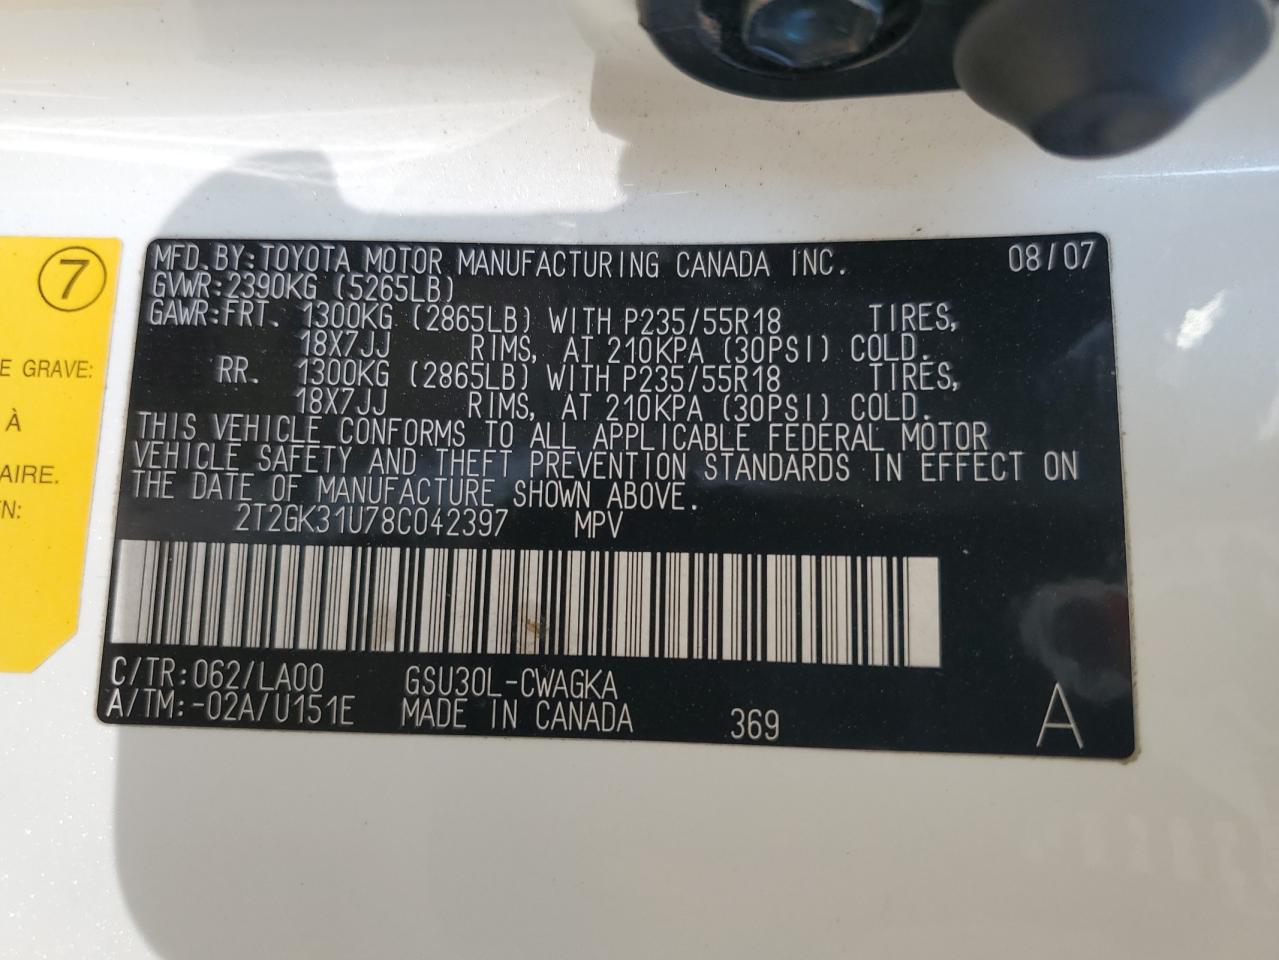 7
E GRAVE:
À
AIRE.
N:
MFD. BY: TOYOTA MOTOR MANUFACTURING CANADA INC. 08/07
GVWR: 2390KG (5265LB)
GAWR: FRT. 1300KG (2865LB) WITH P235/55R18 TIRES,
18X7JJ RIMS, AT 210KPA (30PSI) COLD.
RR. 1300KG (2865LB) WITH P235/55R18 TIRES,
18X7JJ RIMS, AT 210KPA (30PSI) COLD.
THIS VEHICLE CONFORMS TO ALL APPLICABLE FEDERAL MOTOR
VEHICLE SAFETY AND THEFT PREVENTION STANDARDS IN EFFECT ON
THE DATE OF MANUFACTURE SHOWN ABOVE.
2T2GK31U78C042397 MPV
C/TR: 062/LA00 GSU30L-CWAGKA
A/TM: -02A/U151E MADE IN CANADA 369 A